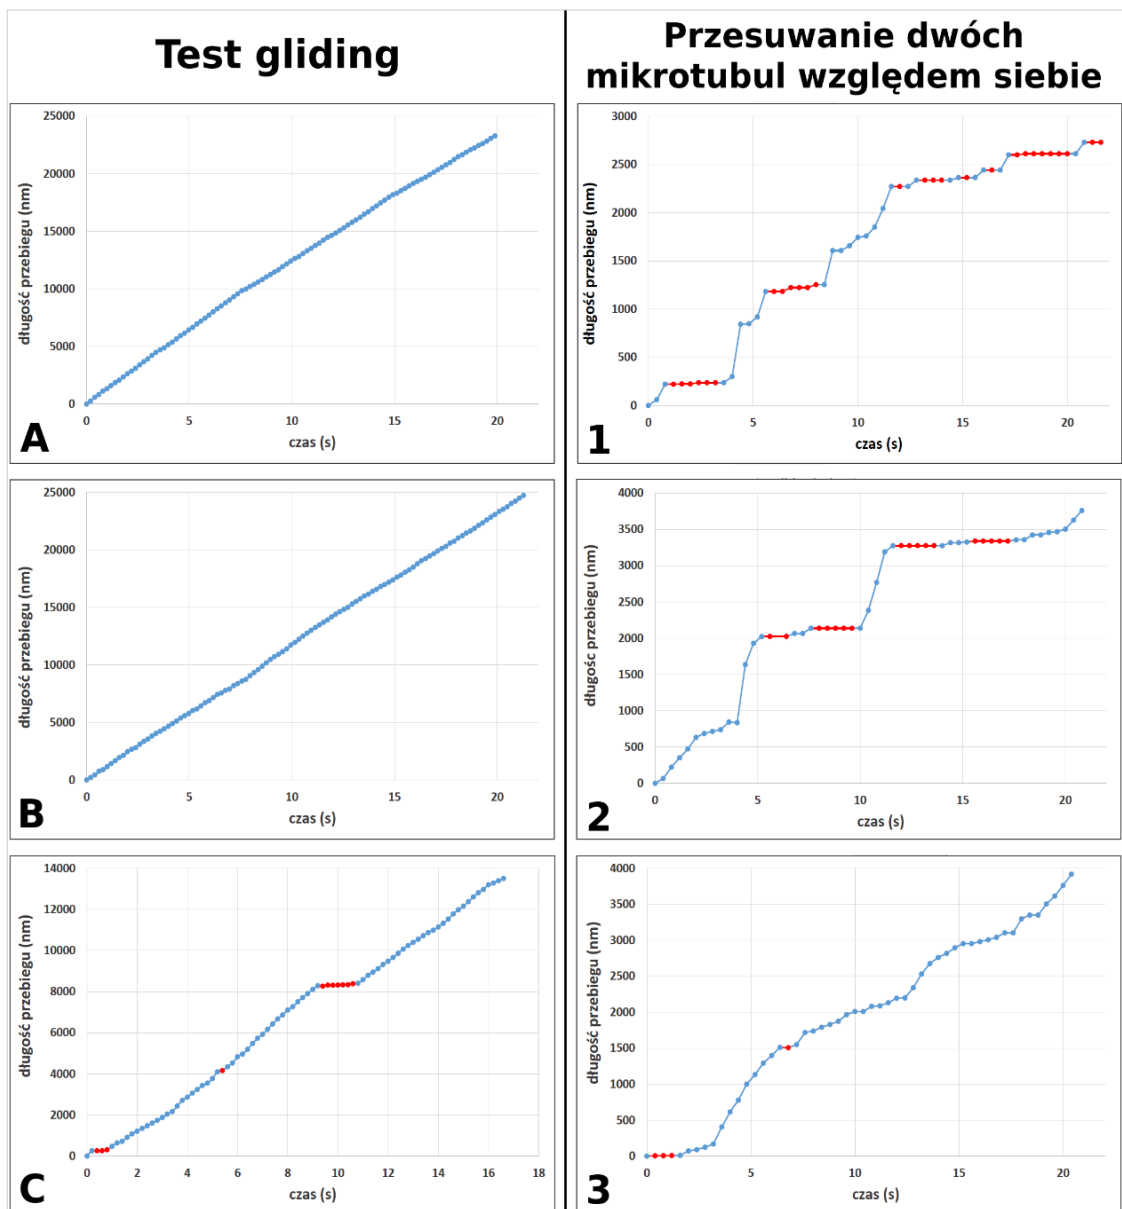 Test gliding
Przesuwanie dwóch
mikrotubul względem siebie
długość przebiegu (nm)
25000
20000
15000
10000
5000
0
0 5 10 15 20
czas (s)
A
długość przebiegu (nm)
3000
2500
2000
1500
1000
500
0
0 5 10 15 20
czas (s)
1
długość przebiegu (nm)
25000
20000
15000
10000
5000
0
0 5 10 15 20
czas (s)
B
długość przebiegu (nm)
4000
3500
3000
2500
2000
1500
1000
500
0
0 5 10 15 20
czas (s)
2
długość przebiegu (nm)
14000
12000
10000
8000
6000
4000
2000
0
0 2 4 6 8 10 12 14 16 18
czas (s)
C
długość przebiegu (nm)
4000
3500
3000
2500
2000
1500
1000
500
0
0 5 10 15 20
czas (s)
3